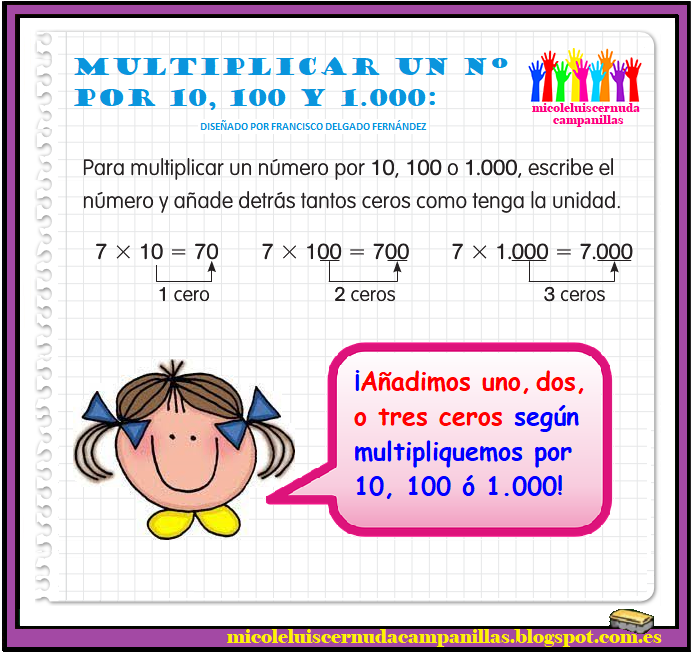 MULTIPLICAR UN Nº
POR 10, 100 Y 1.000:
micoleluiscernuda
campanillas
DISEÑADO POR FRANCISCO DELGADO FERNÁNDEZ
Para multiplicar un número por 10, 100 o 1.000, escribe el
número y añade detrás tantos ceros como tenga la unidad.
7 × 10 = 70 7 × 100 = 700 7 × 1.000 = 7.000
1 cero 2 ceros 3 ceros
¡Añadimos uno, dos,
o tres ceros según
multipliquemos por
10, 100 ó 1.000!
micoleluiscernudacampanillas.blogspot.com.es